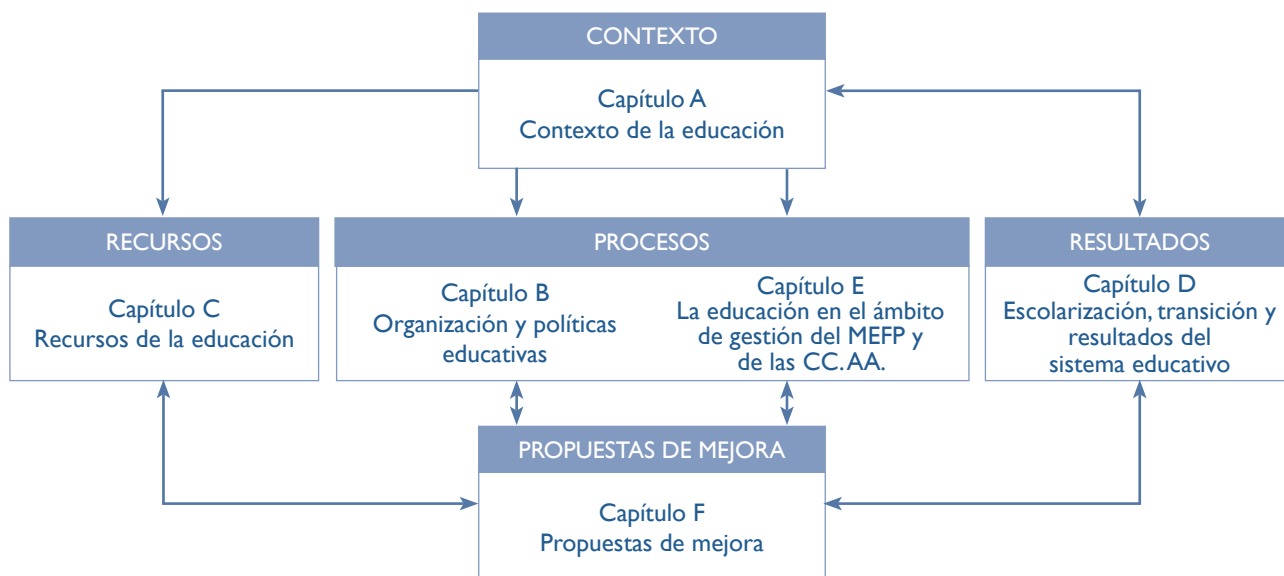 CONTEXTO
Capítulo A
Contexto de la educación
RECURSOS
Capítulo C
Recursos de la educación
PROCESOS
Capítulo B
Organización y políticas
educativas
Capítulo E
La educación en el ámbito
de gestión del MEFP y
de las CC. AA.
RESULTADOS
Capítulo D
Escolarización, transición y
resultados del
sistema educativo
PROPUESTAS DE MEJORA
Capítulo F
Propuestas de mejora